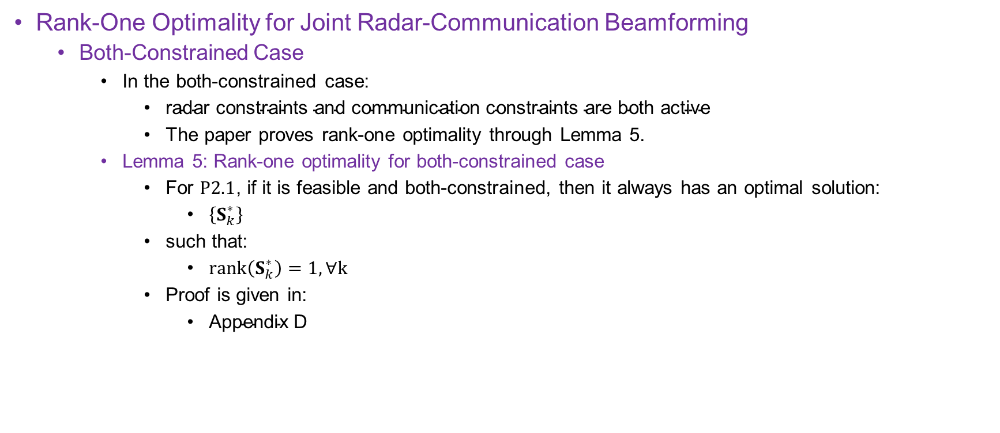 • Rank-One Optimality for Joint Radar-Communication Beamforming
• Both-Constrained Case
• In the both-constrained case:
• radar constraints and communication constraints are both active
• The paper proves rank-one optimality through Lemma 5.
• Lemma 5: Rank-one optimality for both-constrained case
• For P2.1, if it is feasible and both-constrained, then it always has an optimal solution:
• {𝐒ₖ*}
• such that:
• rank(𝐒ₖ*) = 1, ∀k
• Proof is given in:
• Appendix D